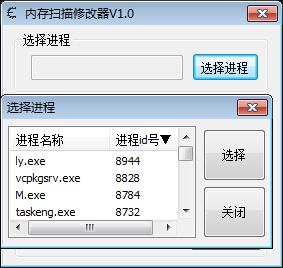 内存扫描修改器V1.0
选择进程
选择进程
选择进程
进程名称 进程id号▼
ly.exe 8944
vcpkgsrv.exe 8828
M.exe 8784
taskeng.exe 8732
选择
关闭